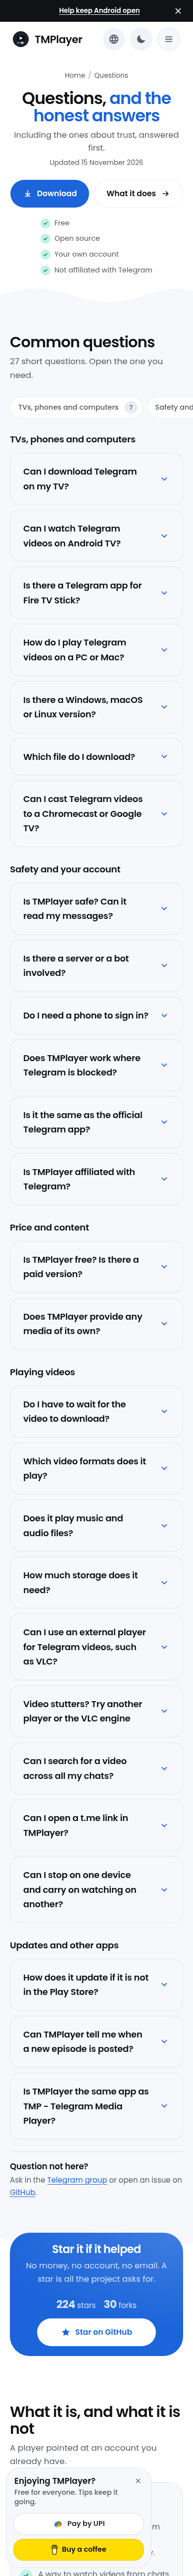 Help keep Android open
TMPlayer
Home / Questions
Questions, and the
honest answers
Including the ones about trust, answered
first.
Updated 15 November 2026
Download
What it does
Free
Open source
Your own account
Not affiliated with Telegram
Common questions
27 short questions. Open the one you
need.
TVs, phones and computers 7
Safety and
TVs, phones and computers
Can I download Telegram
on my TV?
Can I watch Telegram
videos on Android TV?
Is there a Telegram app for
Fire TV Stick?
How do I play Telegram
videos on a PC or Mac?
Is there a Windows, macOS
or Linux version?
Which file do I download?
Can I cast Telegram videos
to a Chromecast or Google
TV?
Safety and your account
Is TMPlayer safe? Can it
read my messages?
Is there a server or a bot
involved?
Do I need a phone to sign in?
Does TMPlayer work where
Telegram is blocked?
Is it the same as the official
Telegram app?
Is TMPlayer affiliated with
Telegram?
Price and content
Is TMPlayer free? Is there a
paid version?
Does TMPlayer provide any
media of its own?
Playing videos
Do I have to wait for the
video to download?
Which video formats does it
play?
Does it play music and
audio files?
How much storage does it
need?
Can I use an external player
for Telegram videos, such
as VLC?
Video stutters? Try another
player or the VLC engine
Can I search for a video
across all my chats?
Can I open a t.me link in
TMPlayer?
Can I stop on one device
and carry on watching on
another?
Updates and other apps
How does it update if it is not
in the Play Store?
Can TMPlayer tell me when
a new episode is posted?
Is TMPlayer the same app as
TMP - Telegram Media
Player?
Question not here?
Ask in the Telegram group or open an issue on
GitHub.
Star it if it helped
No money, no account, no email. A
star is all the project asks for.
224 stars 30 forks
Star on GitHub
What it is, and what it is
not
A player pointed at an account you
already have.
Enjoying TMPlayer?
Free for everyone. Tips keep it
going.
Pay by UPI
Buy a coffee
A way to watch videos from chats